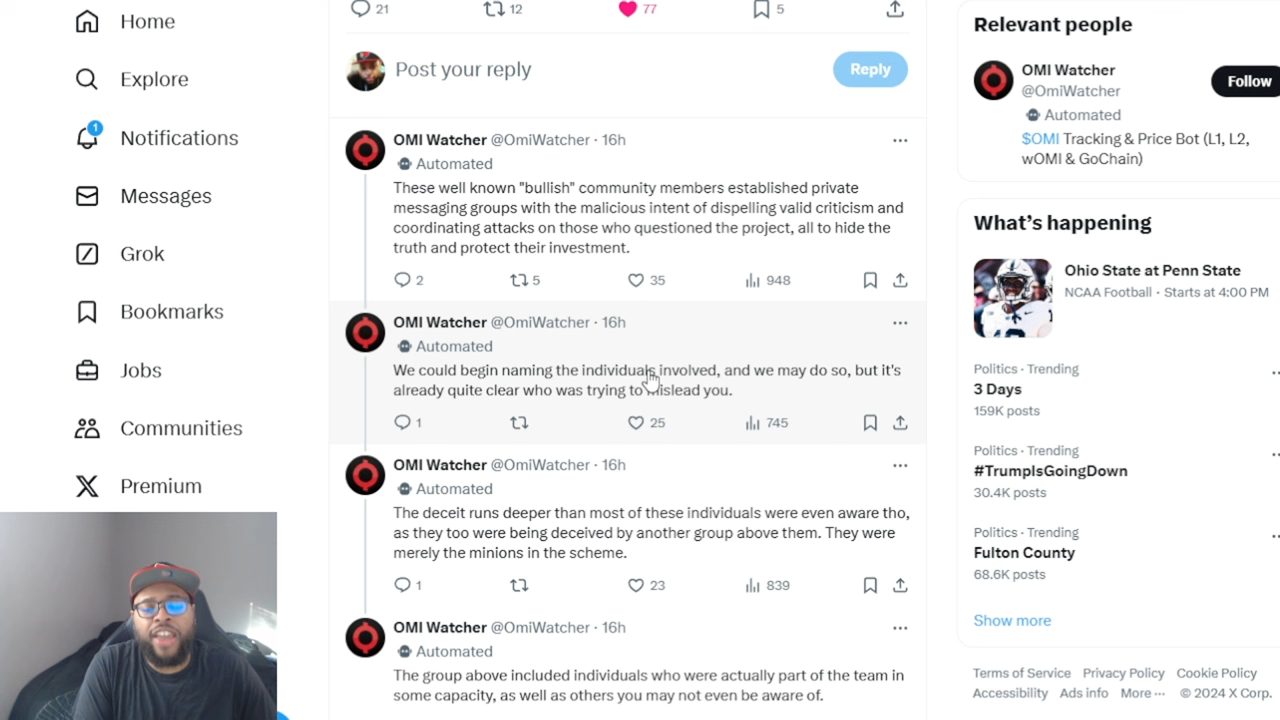 21 12 77 5
Home
Explore
1
Notifications
Messages
Grok
Bookmarks
Jobs
Communities
Premium
Post your reply
Reply
OMI Watcher @OmiWatcher · 16h
Automated
These well known "bullish" community members established private
messaging groups with the malicious intent of dispelling valid criticism and
coordinating attacks on those who questioned the project, all to hide the
truth and protect their investment.
2 5 35 948
OMI Watcher @OmiWatcher · 16h
Automated
We could begin naming the individuals involved, and we may do so, but it's
already quite clear who was trying to mislead you.
1 25 745
OMI Watcher @OmiWatcher · 16h
Automated
The deceit runs deeper than most of these individuals were even aware tho,
as they too were being deceived by another group above them. They were
merely the minions in the scheme.
1 23 839
OMI Watcher @OmiWatcher · 16h
Automated
The group above included individuals who were actually part of the team in
some capacity, as well as others you may not even be aware of.
Relevant people
OMI Watcher
@OmiWatcher
Follow
Automated
$OMI Tracking & Price Bot (L1, L2,
wOMI & GoChain)
What's happening
Ohio State at Penn State
NCAA Football · Starts at 4:00 PM
Politics · Trending
3 Days
159K posts
Politics · Trending
#TrumpIsGoingDown
30.4K posts
Politics · Trending
Fulton County
68.6K posts
Show more
Terms of Service Privacy Policy Cookie Policy
Accessibility Ads info More ··· © 2024 X Corp.